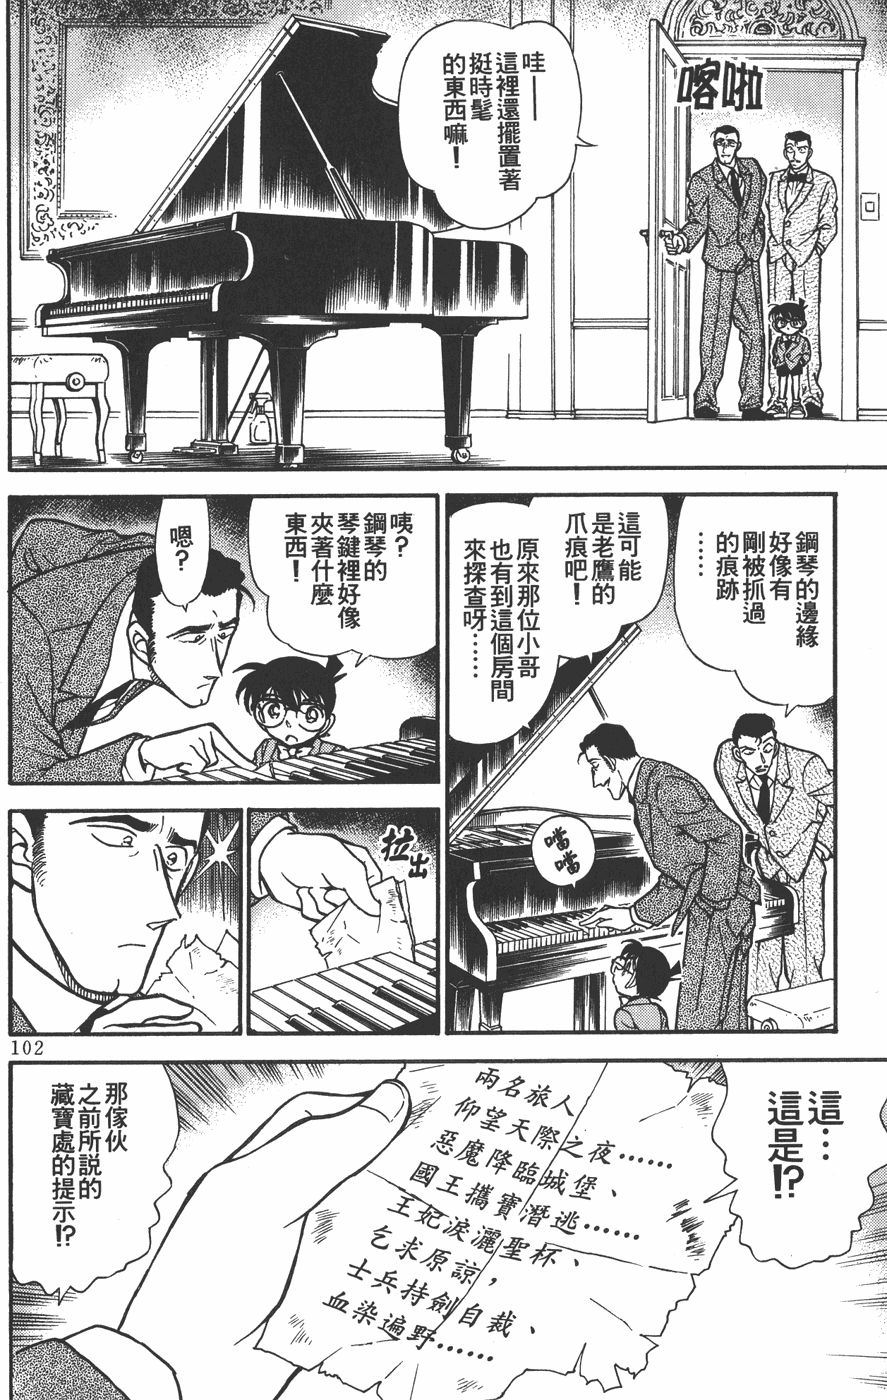 喀啦
哇——
這裡還擺置著
挺時髦
的東西嘛！
鋼琴的邊緣
好像有
剛被抓過
的痕跡
……
這可能
是老鷹的
爪痕吧！
原來那位小哥
也有到這個房間
來探查呀……
噹
噹
咦？
鋼琴的
琴鍵裡好像
夾著什麼
東西！
嗯？
拉出
102
這…
這是!?
兩名旅人
仰望天際之夜……
惡魔降臨城堡、
國王攜寶潛逃……
王妃淚灑聖杯、
乞求原諒，
士兵持劍自裁、
血染遍野……
那傢伙
之前所說的
藏寶處的提示!?